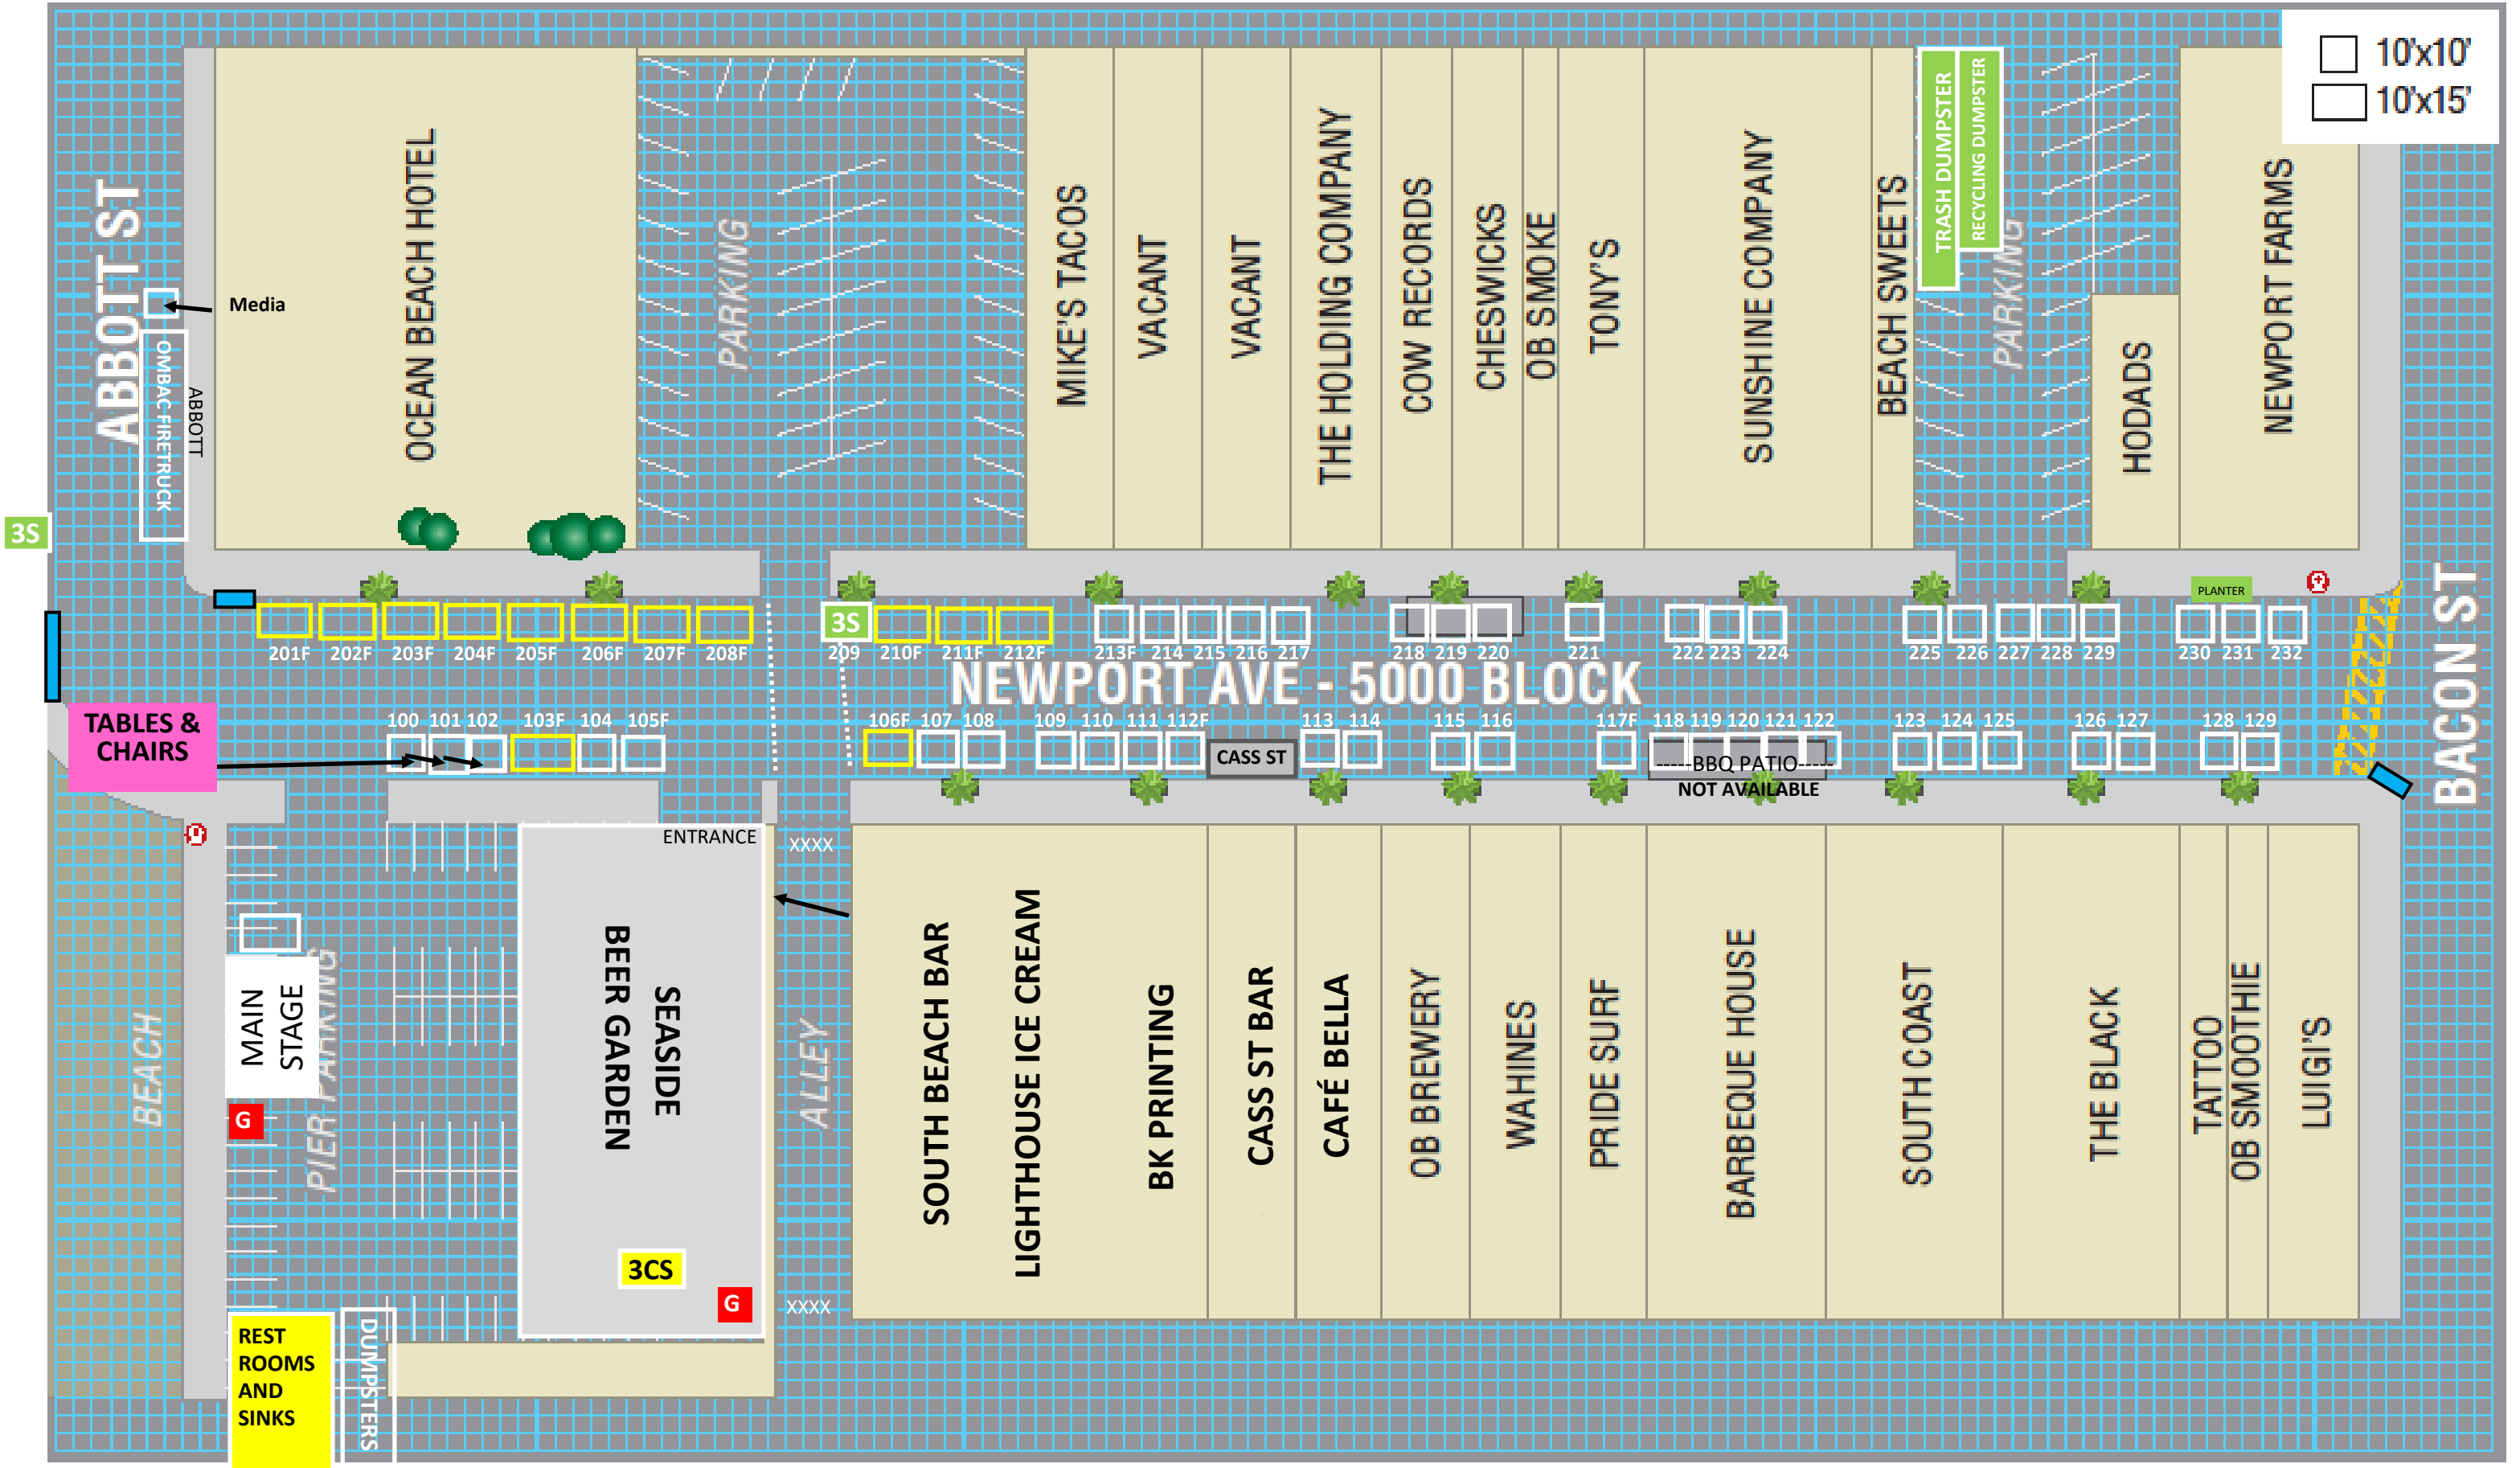 10'x10'
10'x15'
ABBOTT ST
Media
OMBAC FIRETRUCK
ABBOTT
OCEAN BEACH HOTEL
PARKING
MIKE'S TACOS
VACANT
VACANT
THE HOLDING COMPANY
COW RECORDS
CHESWICKS
OB SMOKE
TONY'S
SUNSHINE COMPANY
BEACH SWEETS
TRASH DUMPSTER
RECYCLING DUMPSTER
PARKING
HODADS
NEWPORT FARMS
3S
PLANTER
3S
201F 202F 203F 204F 205F 206F 207F 208F 209 210F 211F 212F 213F 214 215 216 217 218 219 220 221 222 223 224 225 226 227 228 229 230 231 232
NEWPORT AVE - 5000 BLOCK
BACON ST
TABLES &
CHAIRS
100 101 102 103F 104 105F 106F 107 108 109 110 111 112F 113 114 115 116 117F 118 119 120 121 122 123 124 125 126 127 128 129
CASS ST
-----BBQ PATIO-----
NOT AVAILABLE
ENTRANCE
XXXX
BEACH
MAIN
STAGE
PIER PARKING
G
SEASIDE
BEER GARDEN
3CS
G
ALLEY
XXXX
SOUTH BEACH BAR
LIGHTHOUSE ICE CREAM
BK PRINTING
CASS ST BAR
CAFÉ BELLA
OB BREWERY
WAHINES
PRIDE SURF
BARBEQUE HOUSE
SOUTH COAST
THE BLACK
TATTOO
OB SMOOTHIE
LUIGI'S
REST
ROOMS
AND
SINKS
DUMPSTERS